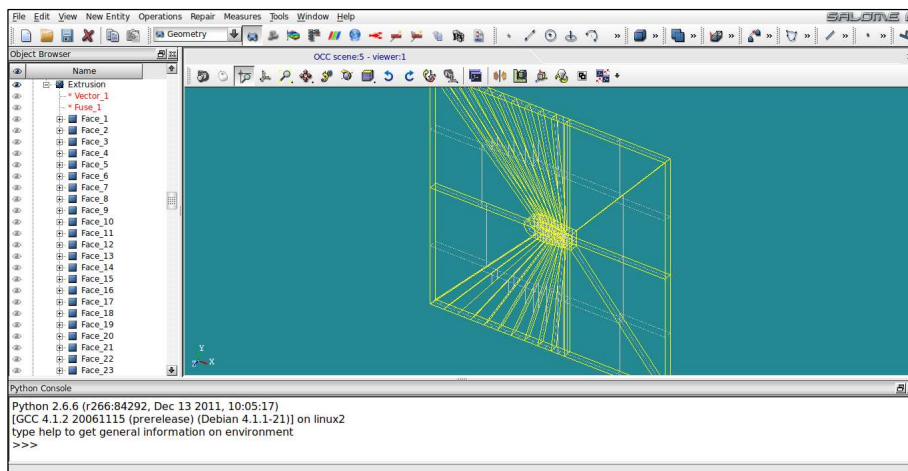 File Edit View New Entity Operations Repair Measures Tools Window Help
SALOME
Geometry
Object Browser
OCC scene:5 - viewer:1
Name
Extrusion
* Vector_1
* Fuse_1
Face_1
Face_2
Face_3
Face_4
Face_5
Face_6
Face_7
Face_8
Face_9
Face_10
Face_11
Face_12
Face_13
Face_14
Face_15
Face_16
Face_17
Face_18
Face_19
Face_20
Face_21
Face_22
Face_23
Y
Z X
Python Console
Python 2.6.6 (r266:84292, Dec 13 2011, 10:05:17)
[GCC 4.1.2 20061115 (prerelease) (Debian 4.1.1-21)] on linux2
type help to get general information on environment
>>>